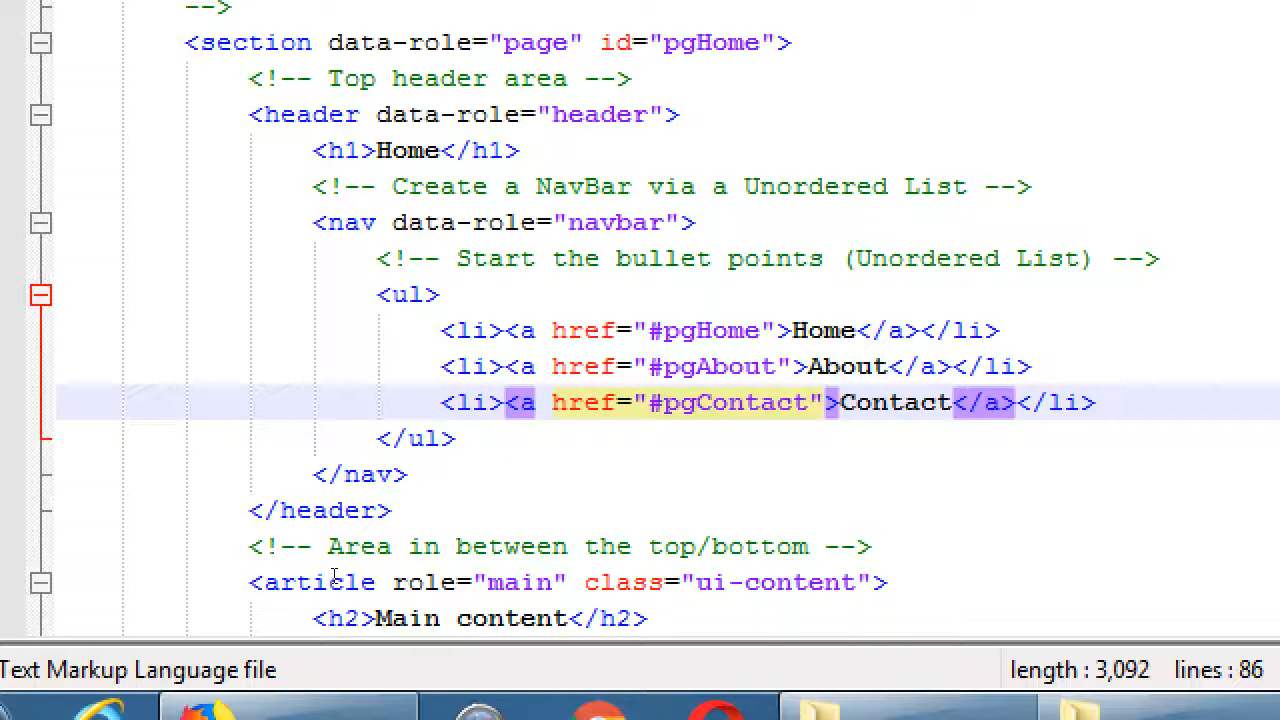 -->
<section data-role="page" id="pgHome">
<!-- Top header area -->
<header data-role="header">
<h1>Home</h1>
<!-- Create a NavBar via a Unordered List -->
<nav data-role="navbar">
<!-- Start the bullet points (Unordered List) -->
<ul>
<li><a href="#pgHome">Home</a></li>
<li><a href="#pgAbout">About</a></li>
<li><a href="#pgContact">Contact</a></li>
</ul>
</nav>
</header>
<!-- Area in between the top/bottom -->
<article role="main" class="ui-content">
<h2>Main content</h2>
Text Markup Language file length : 3,092 lines : 86